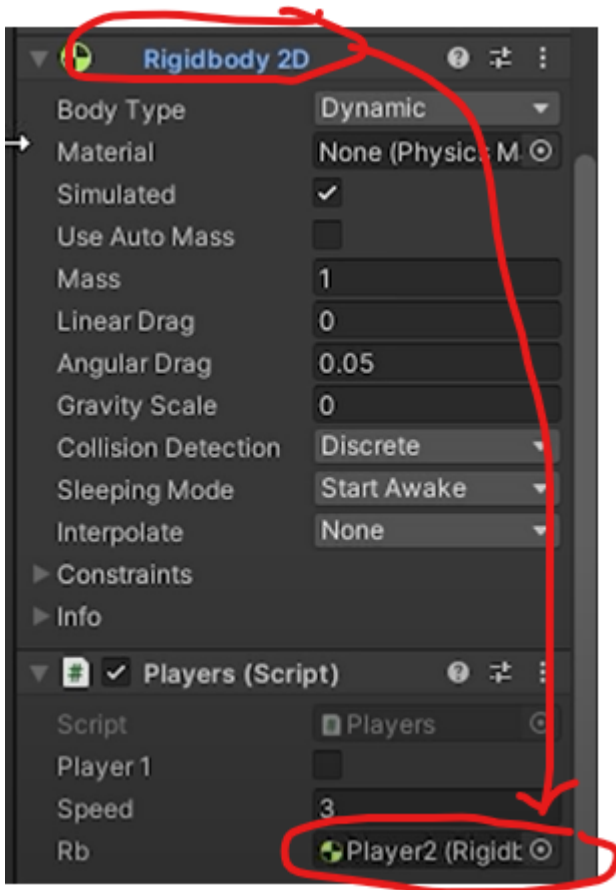 Rigidbody 2D
Body Type Dynamic
Material None (Physics M
Simulated
Use Auto Mass
Mass 1
Linear Drag 0
Angular Drag 0.05
Gravity Scale 0
Collision Detection Discrete
Sleeping Mode Start Awake
Interpolate None
Constraints
Info
# Players (Script)
Script # Players
Player 1
Speed 3
Rb Player2 (Rigidb